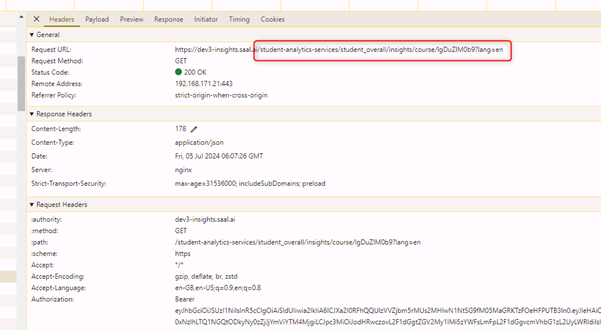 Headers Payload Preview Response Initiator Timing Cookies
General
Request URL: https://dev3-insights.saal.ai/student-analytics-services/student_overall/insights/course/IgDuZIM0b9?lang=en
Request Method: GET
Status Code: 200 OK
Remote Address: 192.168.171.21:443
Referrer Policy: strict-origin-when-cross-origin
Response Headers
Content-Length: 178
Content-Type: application/json
Date: Fri, 05 Jul 2024 06:07:26 GMT
Server: nginx
Strict-Transport-Security: max-age=31536000; includeSubDomains; preload
Request Headers
:authority: dev3-insights.saal.ai
:method: GET
:path: /student-analytics-services/student_overall/insights/course/IgDuZIM0b9?lang=en
:scheme: https
Accept: */*
Accept-Encoding: gzip, deflate, br, zstd
Accept-Language: en-GB,en-US;q=0.9,en;q=0.8
Authorization: Bearer